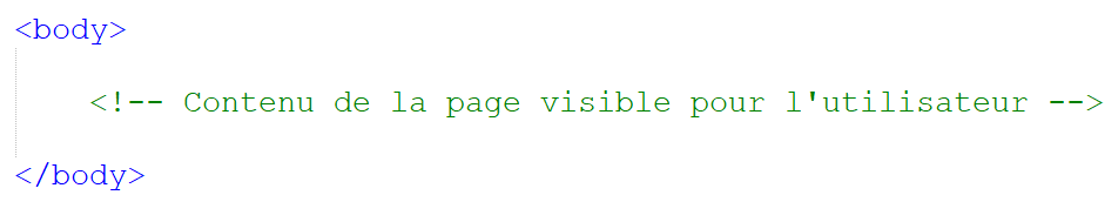 <body>
<!-- Contenu de la page visible pour l'utilisateur -->
</body>